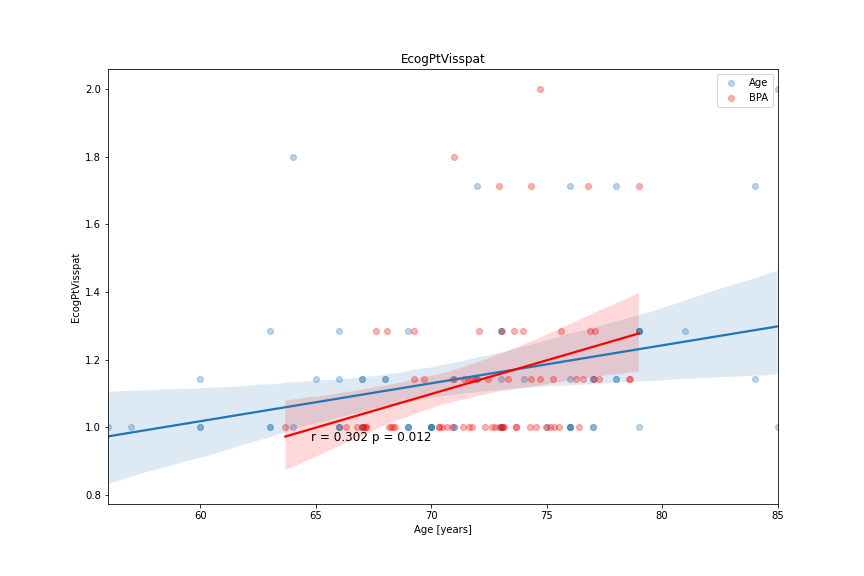 EcogPtVisspat
Age
BPA
2.0
1.8
1.6
1.4
1.2
1.0
0.8
EcogPtVisspat
r = 0.302 p = 0.012
60
65
70
75
80
85
Age [years]